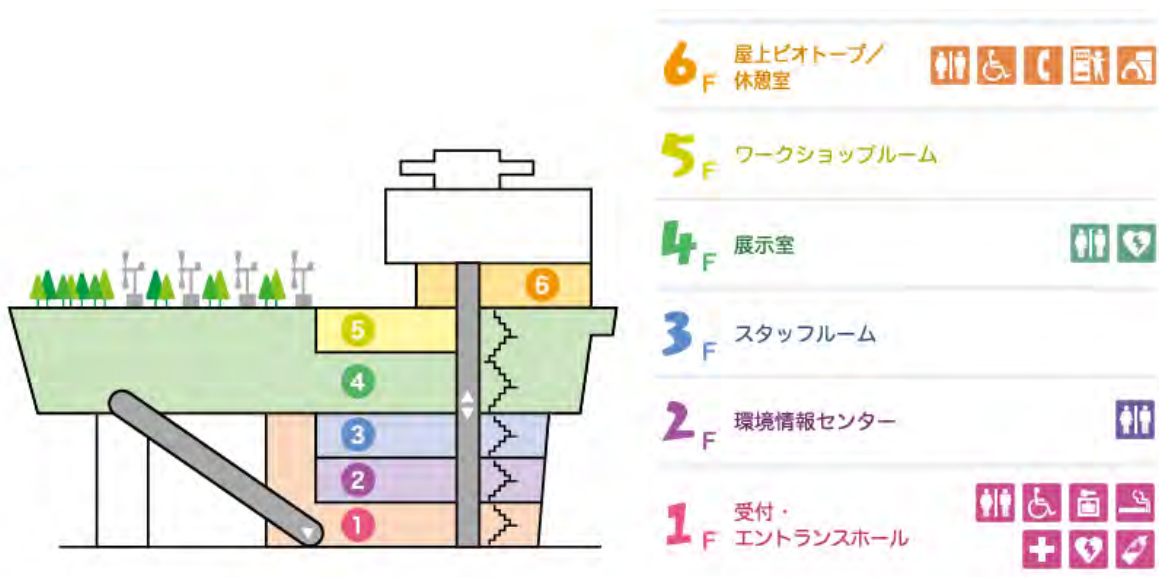 6F 屋上ビオトープ／
休憩室
5F ワークショップルーム
4F 展示室
3F スタッフルーム
2F 環境情報センター
1F 受付・
エントランスホール
6
5
4
3
2
1